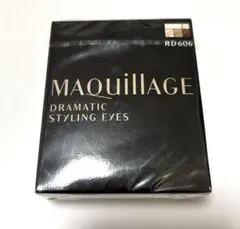 RD606
MAQuillAGE
DRAMATIC
STYLING EYES